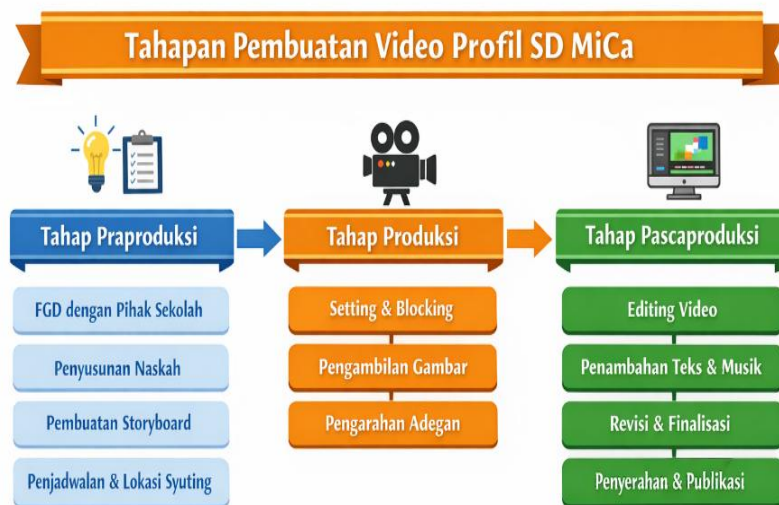 Tahapan Pembuatan Video Profil SD MiCa
Tahap Praproduksi
FGD dengan Pihak Sekolah
Penyusunan Naskah
Pembuatan Storyboard
Penjadwalan & Lokasi Syuting
Tahap Produksi
Setting & Blocking
Pengambilan Gambar
Pengarahan Adegan
Tahap Pascaproduksi
Editing Video
Penambahan Teks & Musik
Revisi & Finalisasi
Penyerahan & Publikasi